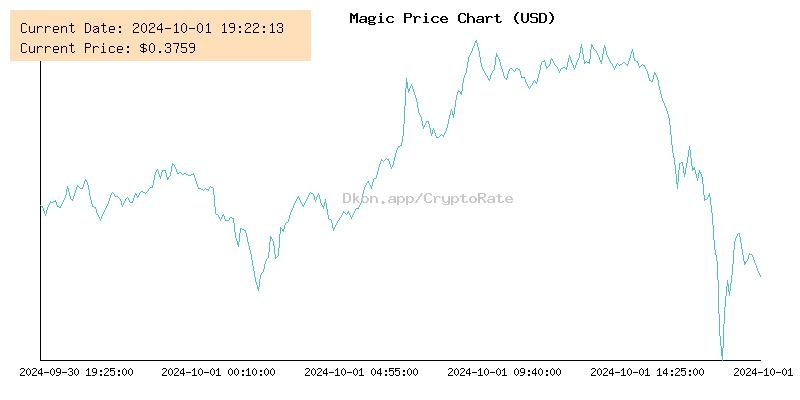 Magic Price Chart (USD)
Current Date: 2024-10-01 19:22:13
Current Price: $0.3759
Dkon.app/CryptoRate
2024-09-30 19:25:00 2024-10-01 00:10:00 2024-10-01 04:55:00 2024-10-01 09:40:00 2024-10-01 14:25:00 2024-10-01